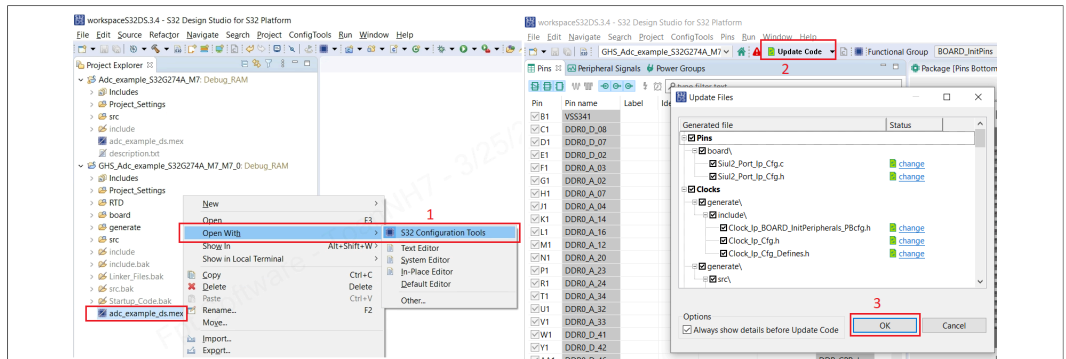 workspaceS32DS.3.4 - S32 Design Studio for S32 Platform
File Edit Source Refactor Navigate Search Project ConfigTools Run Window Help
Project Explorer
Adc_example_S32G274A_M7: Debug_RAM
Includes
Project_Settings
src
include
adc_example_ds.mex
description.txt
GHS_Adc_example_S32G274A_M7_M7_0: Debug_RAM
Includes
Project_Settings
RTD
board
generate
src
include
include.bak
Linker_Files.bak
src.bak
Startup_Code.bak
adc_example_ds.mex
New
Open F3
Open With
Show In Alt+Shift+W
Show in Local Terminal
Copy Ctrl+C
Delete Delete
Paste Ctrl+V
Rename... F2
Move...
Import...
Export...
1
S32 Configuration Tools
Text Editor
System Editor
In-Place Editor
Default Editor
Other...
workspaceS32DS.3.4 - S32 Design Studio for S32 Platform
File Edit Navigate Search Project ConfigTools Pins Run Window Help
GHS_Adc_example_S32G274A_M7 Update Code Functional Group BOARD_InitPins
2
Pins Peripheral Signals Power Groups Package [Pins Bottom
type filter text
Pin Pin name Label Ide
B1 VSS341
C1 DDR0_D_08
D1 DDR0_D_07
E1 DDR0_D_02
F1 DDR0_A_03
G1 DDR0_A_02
H1 DDR0_A_07
J1 DDR0_A_04
K1 DDR0_A_14
L1 DDR0_A_16
M1 DDR0_A_12
N1 DDR0_A_20
P1 DDR0_A_23
R1 DDR0_A_24
T1 DDR0_A_34
U1 DDR0_A_32
V1 DDR0_A_33
W1 DDR0_D_41
Y1 DDR0_D_42
Update Files
Generated file Status
Pins
board\
Siul2_Port_Ip_Cfg.c change
Siul2_Port_Ip_Cfg.h change
Clocks
generate\
include\
Clock_Ip_BOARD_InitPeripherals_PBcfg.h change
Clock_Ip_Cfg.h change
Clock_Ip_Cfg_Defines.h change
generate\
src\
3
Options
Always show details before Update Code
OK Cancel